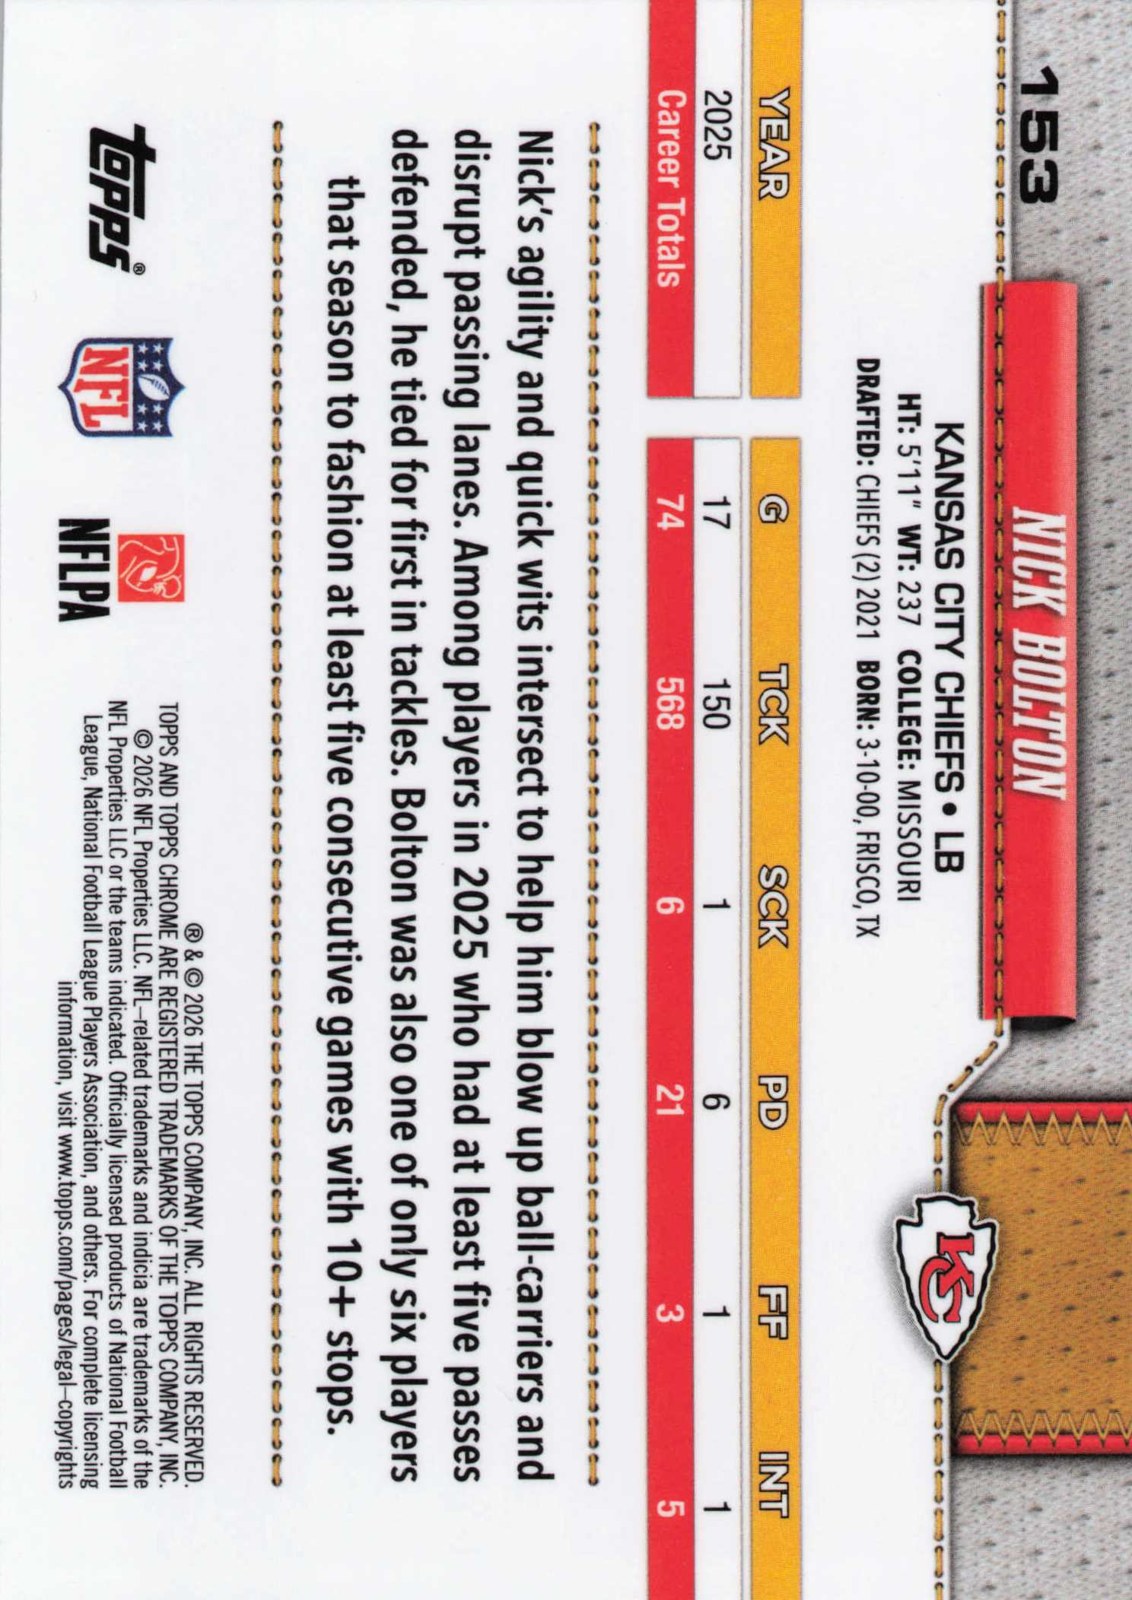 153
NICK BOLTON
KANSAS CITY CHIEFS • LB
HT: 5'11" WT: 237 COLLEGE: MISSOURI
DRAFTED: CHIEFS (2) 2021 BORN: 3-10-00, FRISCO, TX
KC
YEAR G TCK SCK PD FF INT
2025 17 150 1 6 1 1
Career Totals 74 568 6 21 3 5
Nick's agility and quick wits intersect to help him blow up ball-carriers and
disrupt passing lanes. Among players in 2025 who had at least five passes
defended, he tied for first in tackles. Bolton was also one of only six players
that season to fashion at least five consecutive games with 10+ stops.
topps®
NFL
NFLPA
® & © 2026 THE TOPPS COMPANY, INC. ALL RIGHTS RESERVED.
TOPPS AND TOPPS CHROME ARE REGISTERED TRADEMARKS OF THE TOPPS COMPANY, INC.
© 2026 NFL Properties LLC. NFL-related trademarks and indicia are trademarks of the
NFL Properties LLC or the teams indicated. Officially licensed products of National Football
League, National Football League Players Association, and others. For complete licensing
information, visit www.topps.com/pages/legal-copyrights